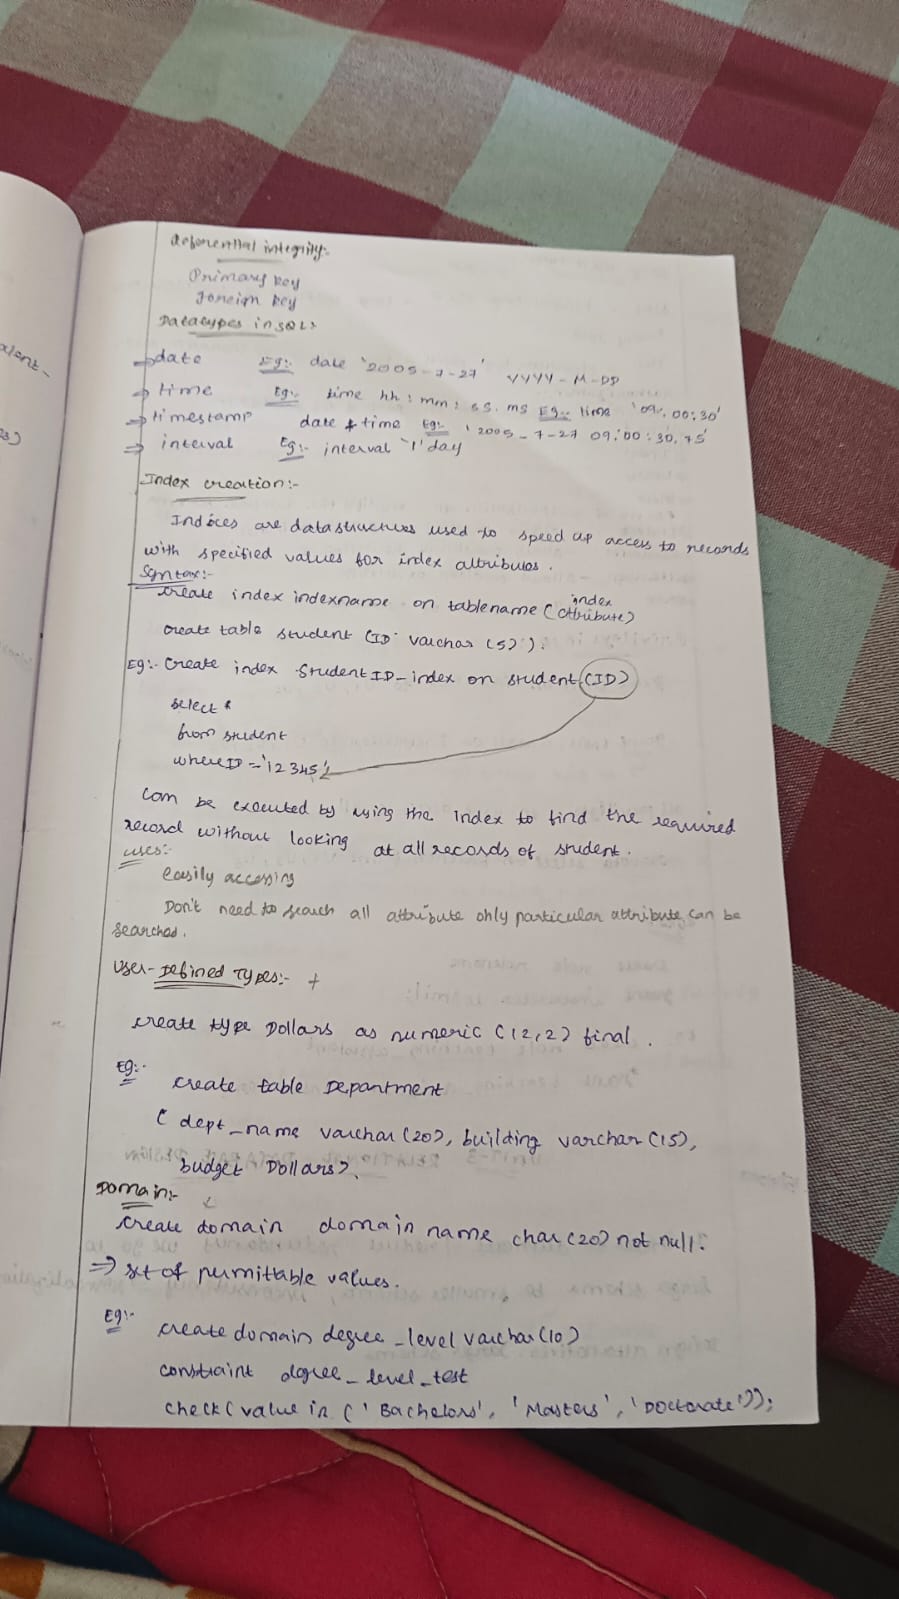 Referential integrity:-
Primary key
Foreign key
Datatypes in SQL:
⇒ date Eg:- date '2005-7-27' YYYY-M-DD
⇒ time Eg:- time hh:mm:ss.ms Eg:- time '09:00:30'
⇒ timestamp date & time Eg:- '2005-7-27 09:00:30.75'
⇒ interval Eg:- interval '1' day
Index creation:-
Indices are datastructures used to speed up access to records
with specified values for index attributes.
Syntax:-
create index indexname on tablename (index attribute)
create table student (ID varchar (5)).
Eg:- Create index StudentID-index on student (ID)
select *
from student
where ID = '12345'
Can be executed by using the Index to find the required
record without looking at all records of student.
uses:-
Easily accessing
Don't need to search all attribute only particular attribute can be
searched.
User-Defined Types:- +
create type Dollars as numeric (12,2) final.
Eg:-
create table Department
( dept_name varchar (20), building varchar (15),
budget Dollars).
Domain:-
create domain domain name char (20) not null.
⇒ set of permittable values.
Eg:-
create domain degree_level varchar (10)
constraint degree_level_test
check (value in ('Bachelors', 'Masters', 'Doctorate'));